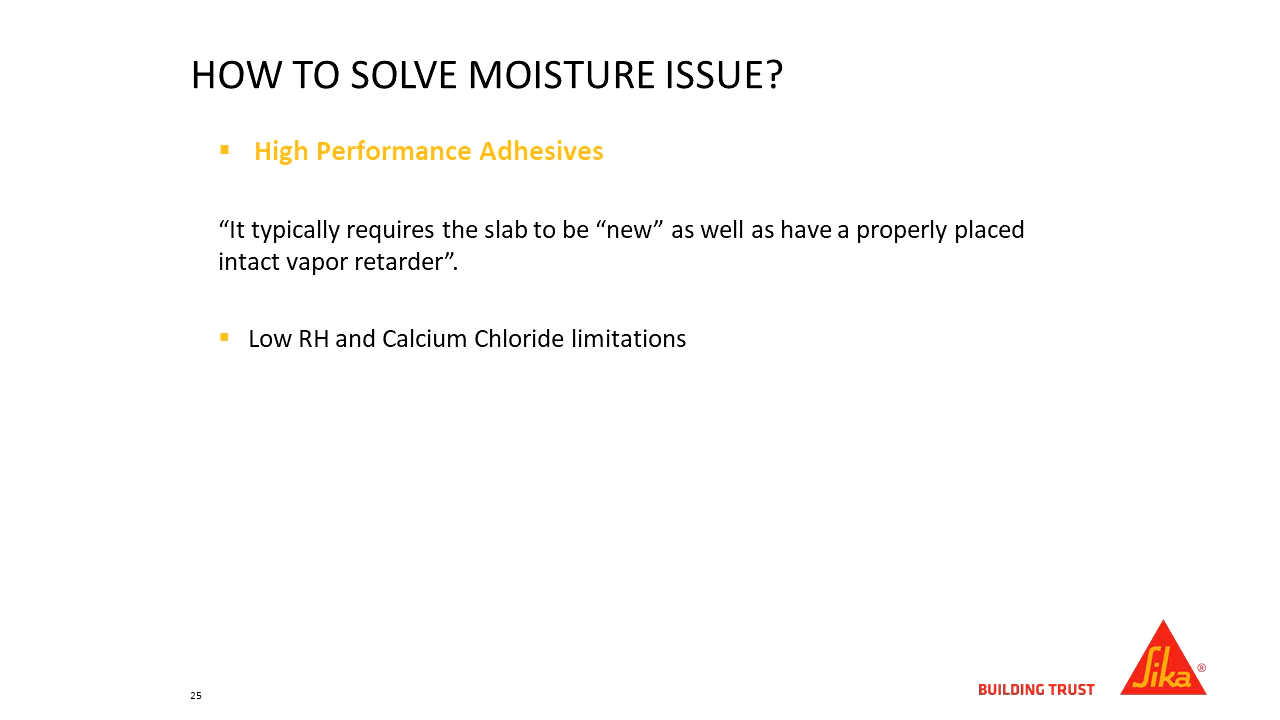 HOW TO SOLVE MOISTURE ISSUE?
▪ High Performance Adhesives
“It typically requires the slab to be “new” as well as have a properly placed
intact vapor retarder”.
▪ Low RH and Calcium Chloride limitations
25
BUILDING TRUST
Sika®